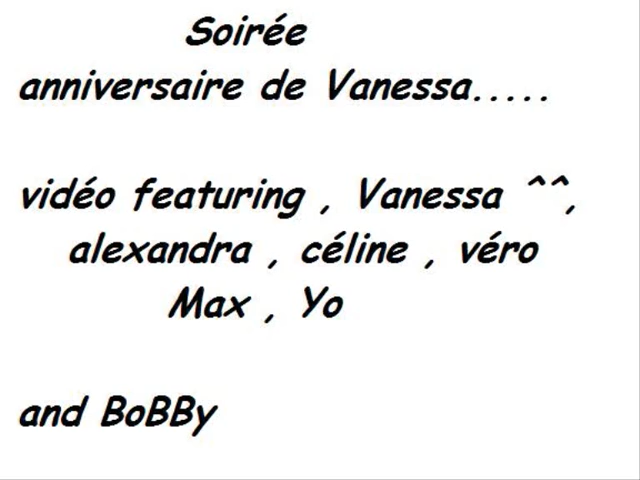 Soirée
anniversaire de Vanessa.....
vidéo featuring , Vanessa ^^,
alexandra , céline , véro
Max , Yo
and BoBBy